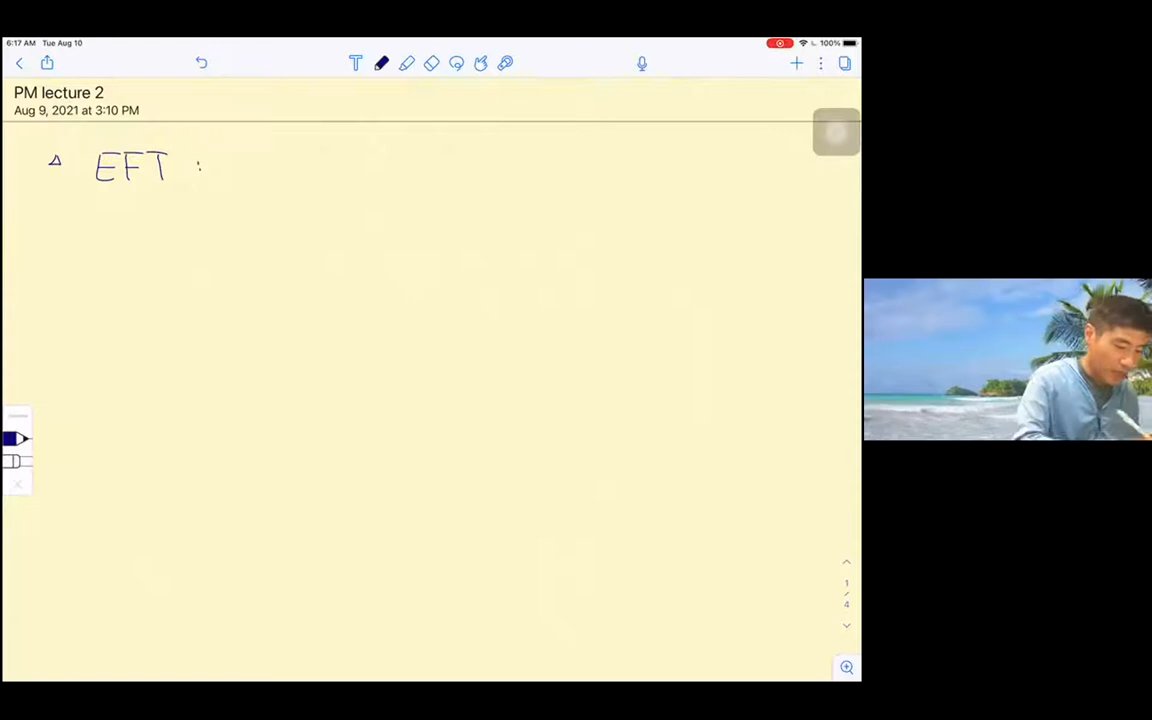 6:17 AM Tue Aug 10
100%
PM lecture 2
Aug 9, 2021 at 3:10 PM
△ EFT :
1
/
4